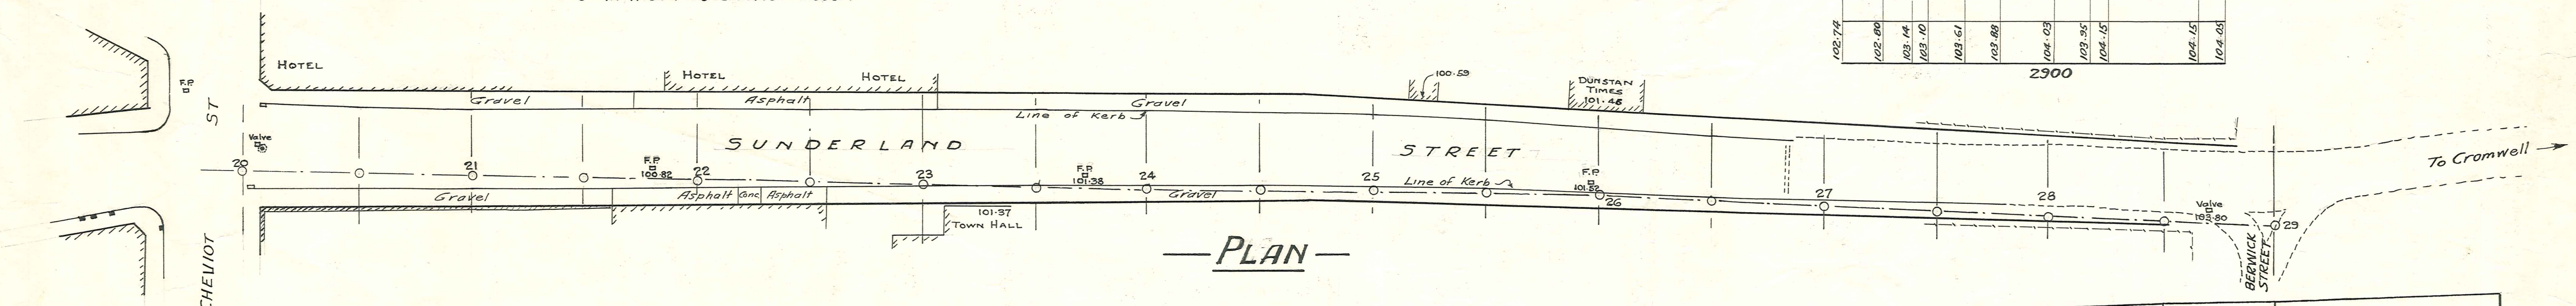 102.74 102.80 103.14 103.10 103.61 103.88 104.03 103.95 104.15 104.15 104.05
2900
HOTEL
F.P.
ST
CHEVIOT
Valve
HOTEL HOTEL
Gravel Asphalt Gravel
Line of Kerb
100.59
DUNSTAN
TIMES
101.48
SUNDERLAND STREET
To Cromwell
20 21 22 23 24 25 26 27 28 29
F.P.
100.82
F.P.
101.38
Line of Kerb
F.P.
101.52
Valve
103.80
Gravel Asphalt Conc Asphalt Gravel
101.37
TOWN HALL
BERWICK
STREET
PLAN